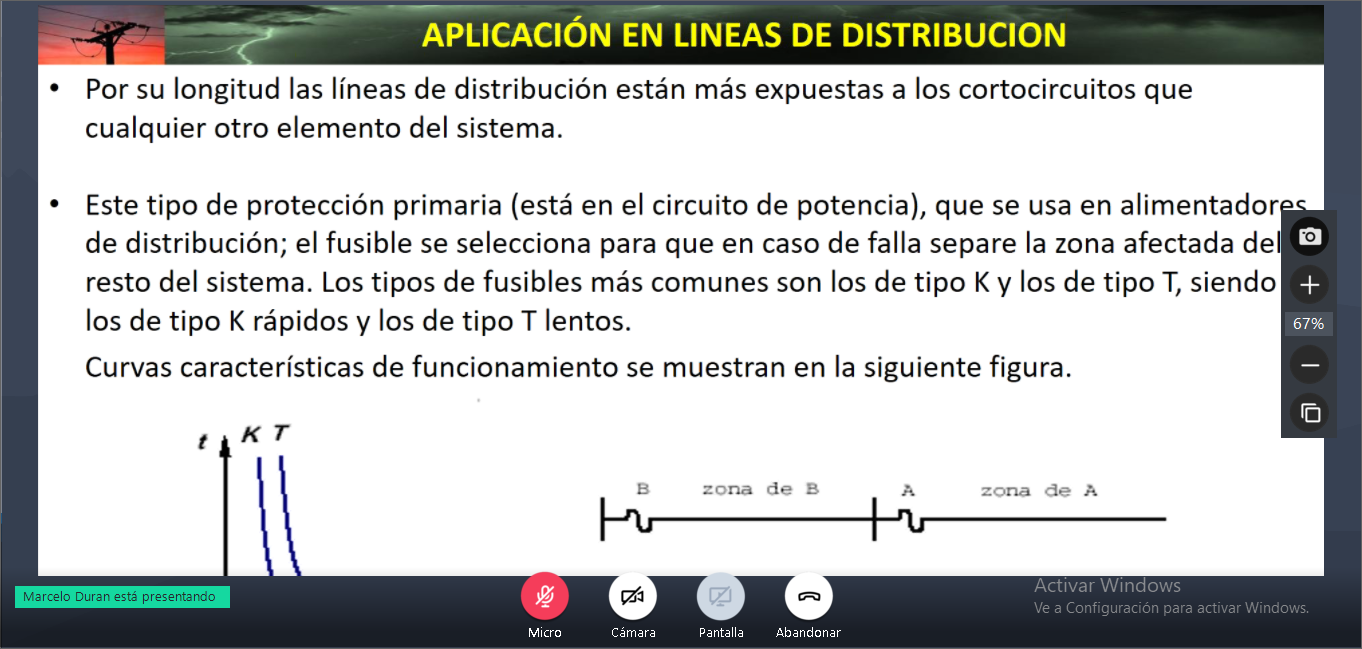 APLICACIÓN EN LINEAS DE DISTRIBUCION
• Por su longitud las líneas de distribución están más expuestas a los cortocircuitos que
cualquier otro elemento del sistema.
• Este tipo de protección primaria (está en el circuito de potencia), que se usa en alimentadores
de distribución; el fusible se selecciona para que en caso de falla separe la zona afectada del
resto del sistema. Los tipos de fusibles más comunes son los de tipo K y los de tipo T, siendo
los de tipo K rápidos y los de tipo T lentos.
Curvas características de funcionamiento se muestran en la siguiente figura.
67%
t K T
B zona de B A zona de A
Marcelo Duran está presentando
Micro Cámara Pantalla Abandonar
Activar Windows
Ve a Configuración para activar Windows.